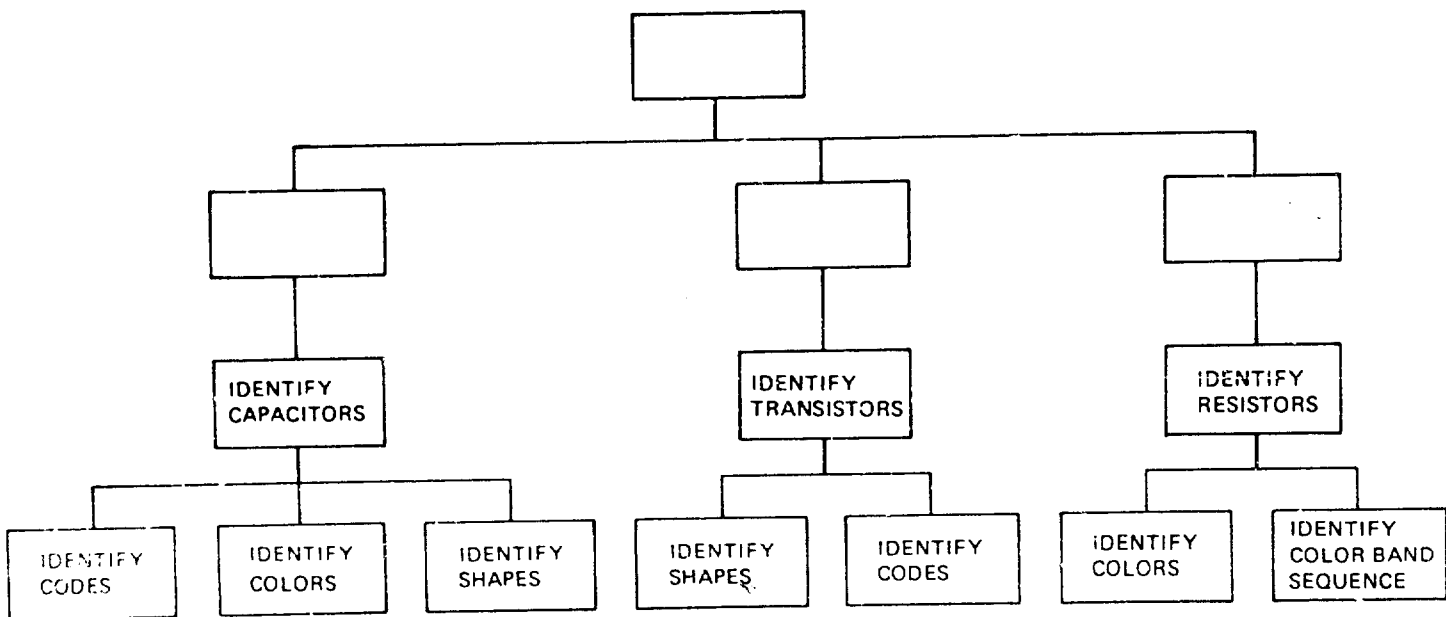 IDENTIFY
CAPACITORS
IDENTIFY
TRANSISTORS
IDENTIFY
RESISTORS
IDENTIFY
CODES
IDENTIFY
COLORS
IDENTIFY
SHAPES
IDENTIFY
SHAPES
IDENTIFY
CODES
IDENTIFY
COLORS
IDENTIFY
COLOR BAND
SEQUENCE